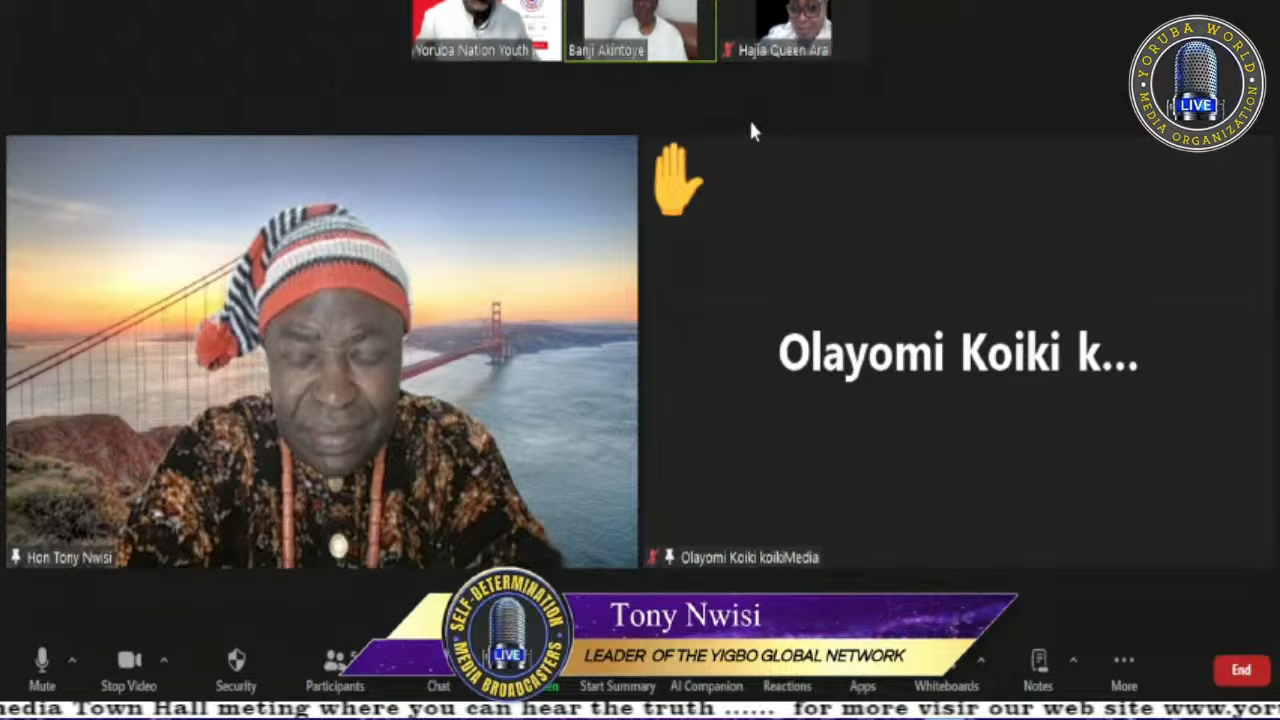 Yoruba Nation Youth
Banji Akintoye
Hajia Queen Ara
YORUBA WORLD
LIVE
MEDIA ORGANIZATION
Olayomi Koiki k...
Hon Tony Nwisi
Olayomi Koiki koikiMedia
SELF-DETERMINATION
LIVE
MEDIA BROADCASTERS
Tony Nwisi
LEADER OF THE YIGBO GLOBAL NETWORK
Mute
Stop Video
Security
Participants
Chat
Start Summary
AI Companion
Reactions
Apps
Whiteboards
Notes
More
End
media Town Hall meting where you can hear the truth ...... for more visir our web site www.yor